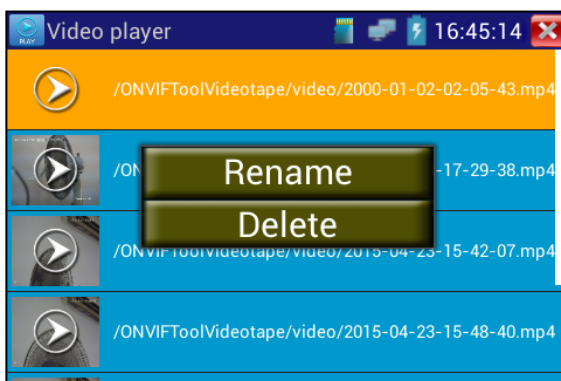 PLAY
Video player
16:45:14
/ONVIFToolVideotape/video/2000-01-02-02-05-43.mp4
/ON
-17-29-38.mp4
Rename
Delete
/ONVIFToolVideotape/video/2015-04-23-15-42-07.mp4
/ONVIFToolVideotape/video/2015-04-23-15-48-40.mp4